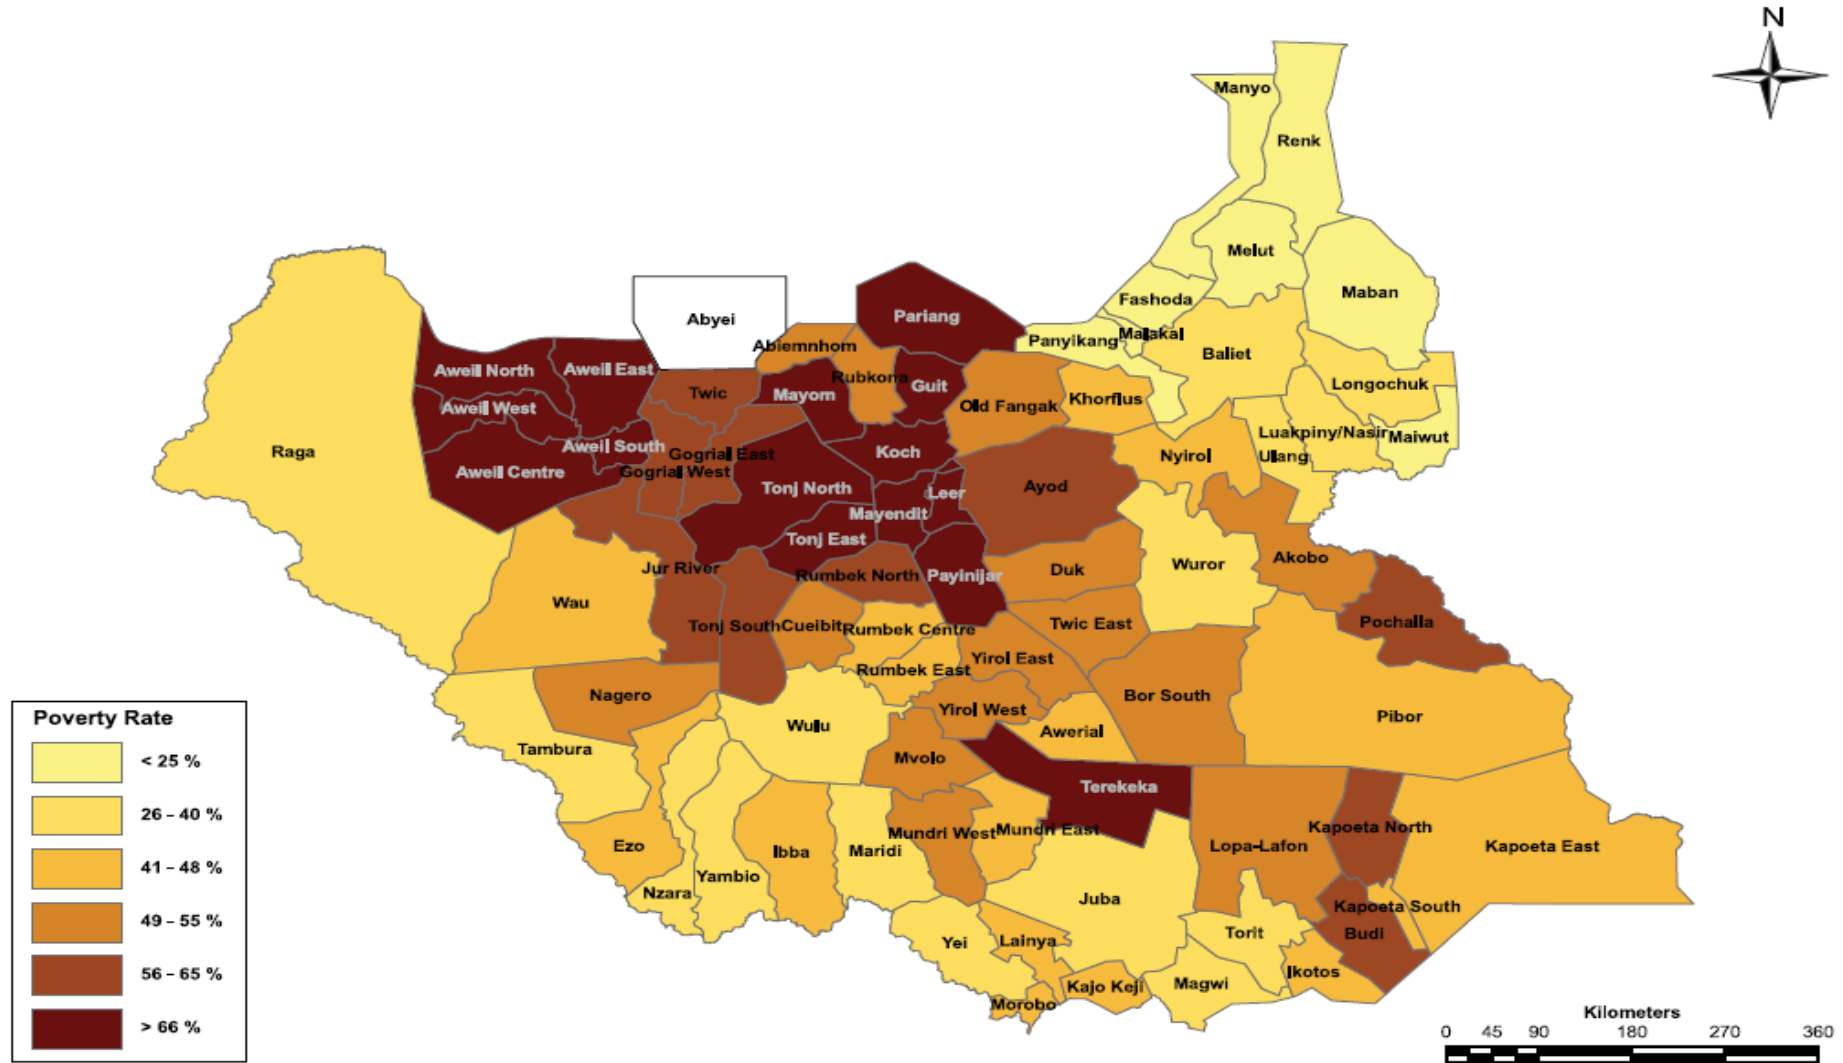 N
Manyo
Renk
Melut
Maban
Fashoda
Abyei
Pariang
Panyikang
Malakal
Abiemnhom
Baliet
Aweil North
Aweil East
Rubkona
Guit
Longochuk
Twic
Mayom
Aweil West
Old Fangak
Khorflus
Luakpiny/Nasir
Maiwut
Raga
Aweil South
Gogrial East
Koch
Nyirol
Ulang
Aweil Centre
Gogrial West
Tonj North
Leer
Ayod
Mayendit
Tonj East
Jur River
Rumbek North
Payinijar
Duk
Wuror
Akobo
Wau
Tonj South
Cueibit
Rumbek Centre
Twic East
Pochalla
Rumbek East
Yirol East
Nagero
Yirol West
Bor South
Pibor
Wulu
Awerial
Tambura
Mvolo
Terekeka
Mundri West
Mundri East
Kapoeta North
Ezo
Ibba
Maridi
Lopa-Lafon
Kapoeta East
Nzara
Yambio
Juba
Kapoeta South
Yei
Lainya
Torit
Budi
Kajo Keji
Magwi
Ikotos
Morobo
Poverty Rate
< 25 %
26 – 40 %
41 – 48 %
49 – 55 %
56 – 65 %
> 66 %
Kilometers
0 45 90 180 270 360